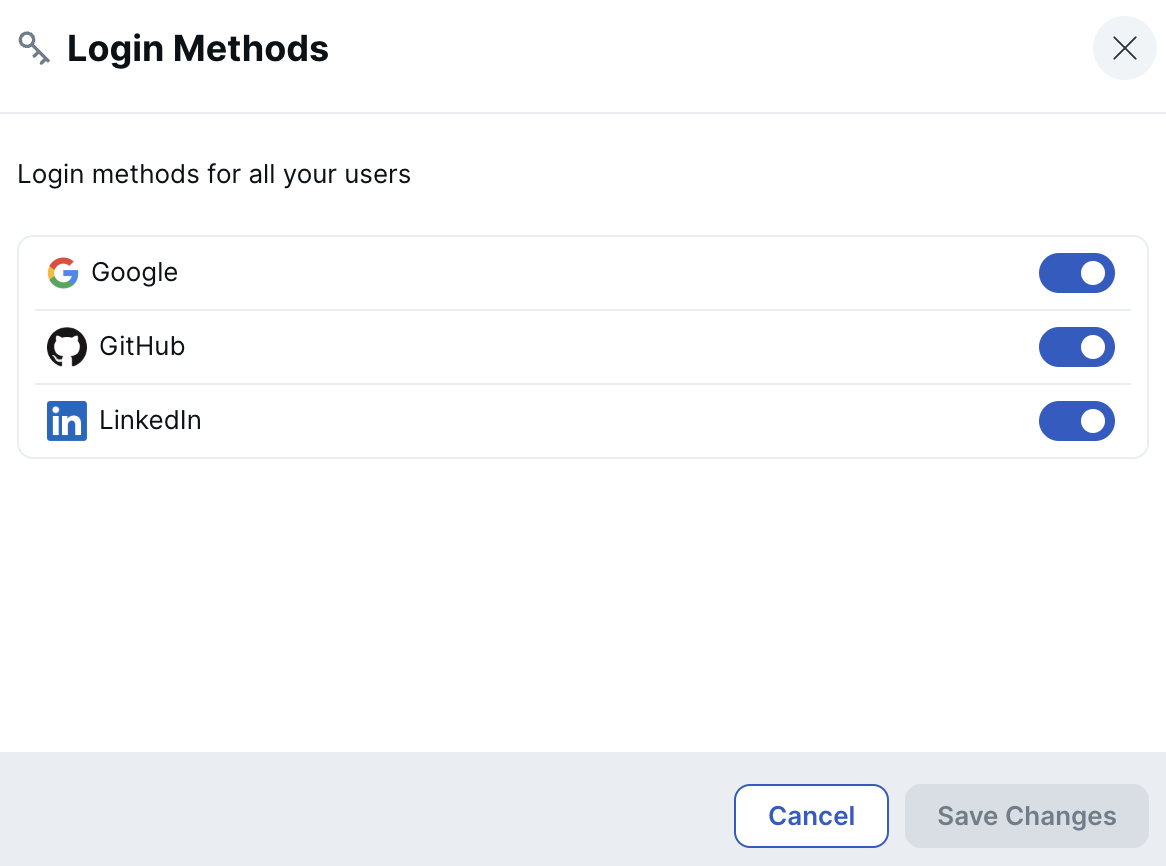 Login Methods
Login methods for all your users
Google
GitHub
in LinkedIn
Cancel Save Changes